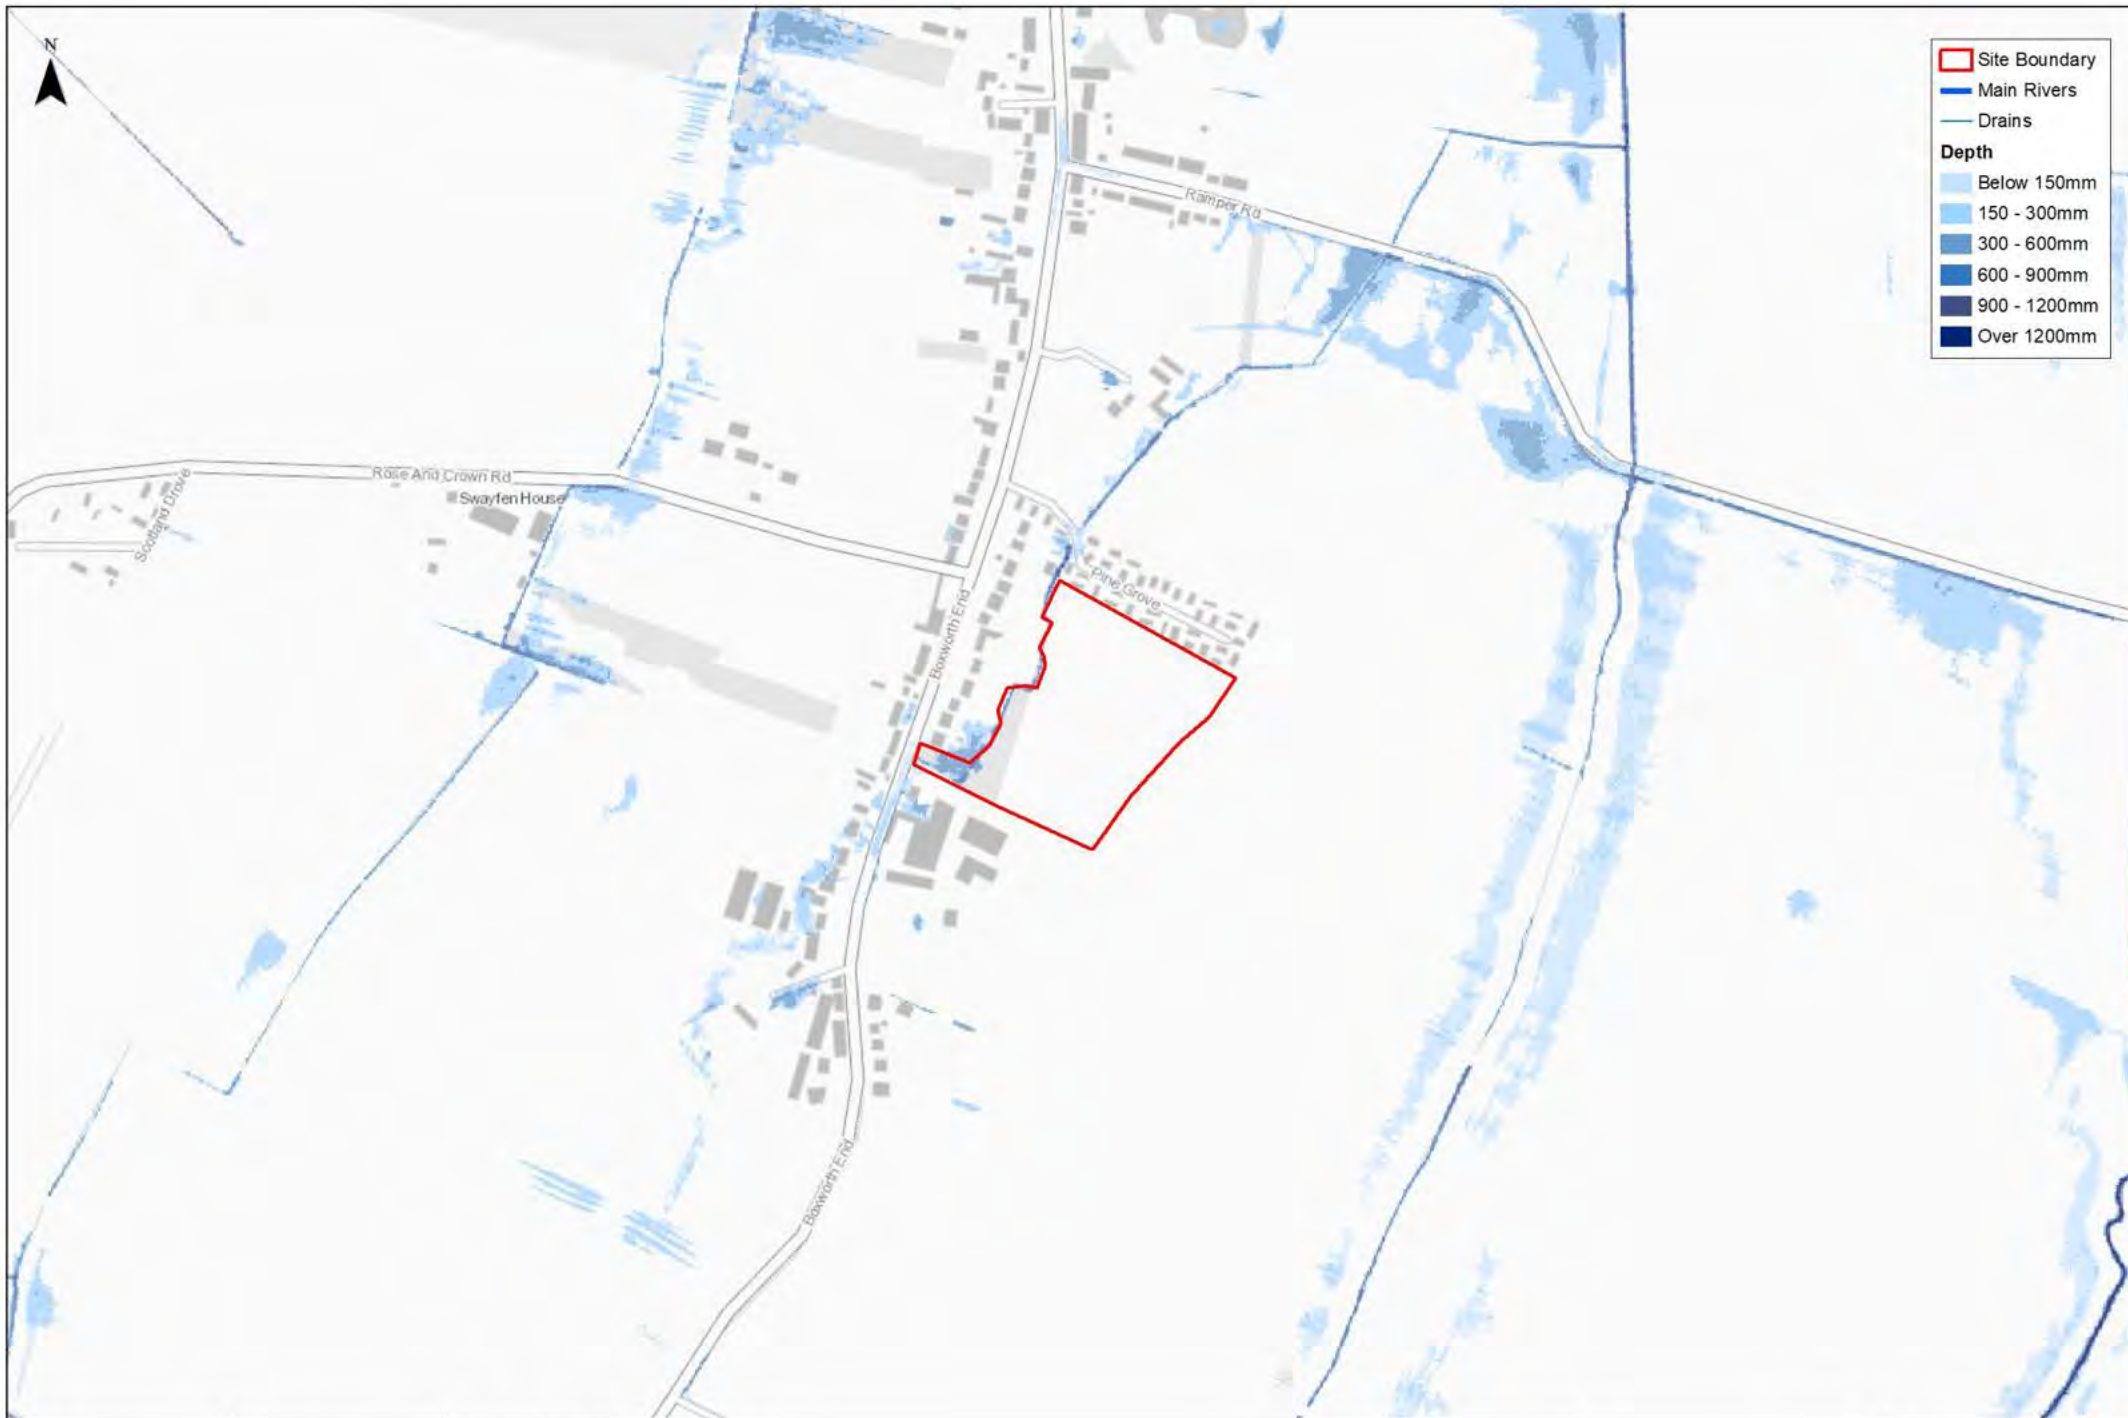 N
Site Boundary
Main Rivers
Drains
Depth
Below 150mm
150 - 300mm
300 - 600mm
600 - 900mm
900 - 1200mm
Over 1200mm
Ramper Rd
Rose And Crown Rd
Swayfen House
Scotland Drove
Pine Grove
Boxworth End
Boxworth End